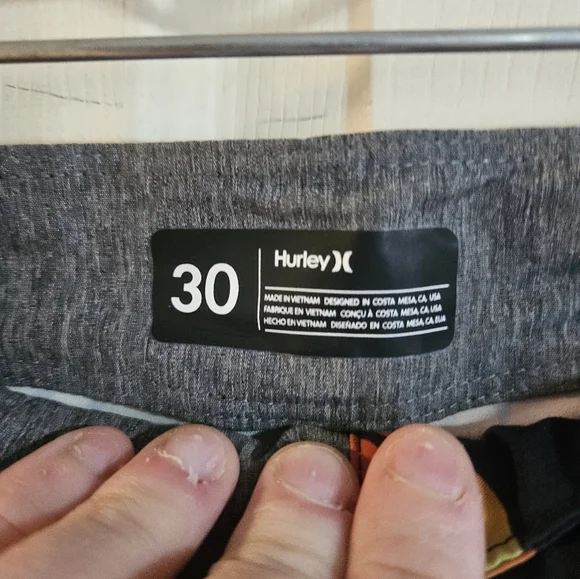 30
Hurley
MADE IN VIETNAM DESIGNED IN COSTA MESA, CA, USA
FABRIQUE EN VIETNAM CONÇU À COSTA MESA, CA, USA
HECHO EN VIETNAM DISEÑADO EN COSTA MESA, CA, EUA